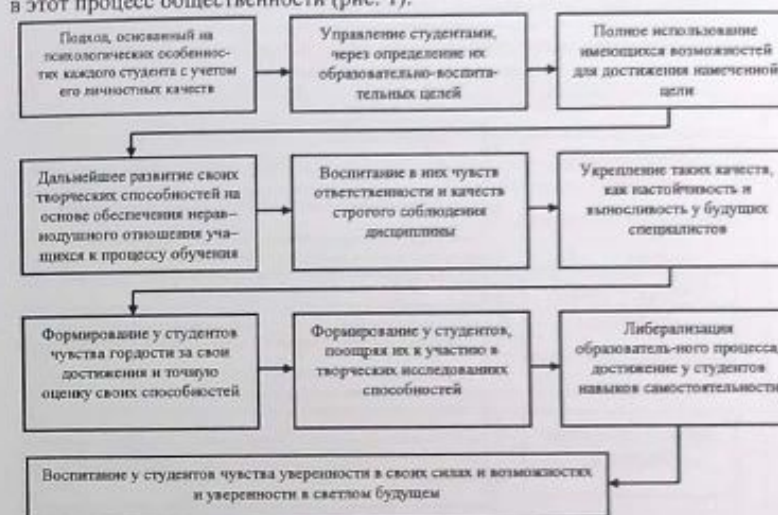 в этот процесс общественности (рис. 1).
Подход, основанный на
психологических особеннос-
тях каждого студента с учетом
его личностных качеств
Управление студентами,
через определение их
образовательно-воспита-
тельных целей
Полное использование
имеющихся возможностей
для достижения намеченной
цели
Дальнейшее развитие своих
творческих способностей на
основе обеспечения нерав-
нодушного отношения уча-
щихся к процессу обучения
Воспитание в них чувств
ответственности и качеств
строгого соблюдения
дисциплины
Укрепление таких качеств,
как настойчивость и
выносливость у будущих
специалистов
Формирование у студентов
чувства гордости за свои
достижения и точную
оценку своих способностей
Формирование у студентов,
поощряя их к участию в
творческих исследованиях
способностей
Либерализация
образователь-ного процесса,
достижение у студентов
навыков самостоятельности
Воспитание у студентов чувства уверенности в своих силах и возможностях
и уверенности в светлом будущем